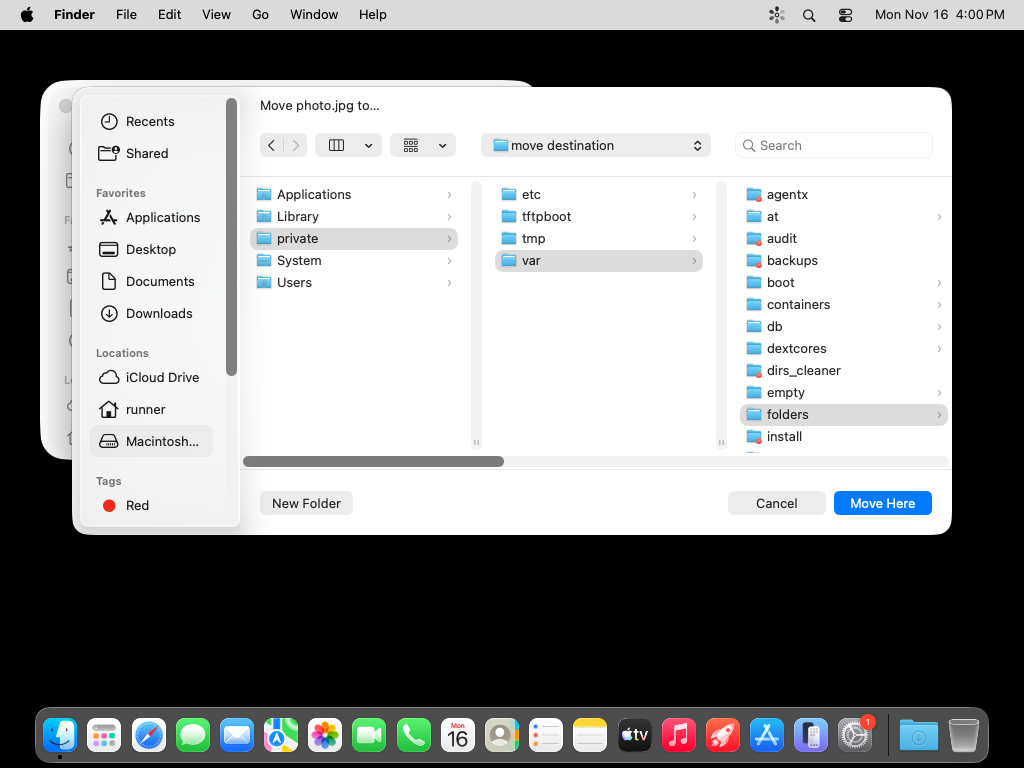 Finder File Edit View Go Window Help Mon Nov 16 4:00 PM
Move photo.jpg to...
move destination
Search
Recents
Shared
Favorites
Applications
Desktop
Documents
Downloads
Locations
iCloud Drive
runner
Macintosh...
Tags
Red
Applications
Library
private
System
Users
etc
tftpboot
tmp
var
agentx
at
audit
backups
boot
containers
db
dextcores
dirs_cleaner
empty
folders
install
New Folder
Cancel
Move Here
Mon
16
tv
1